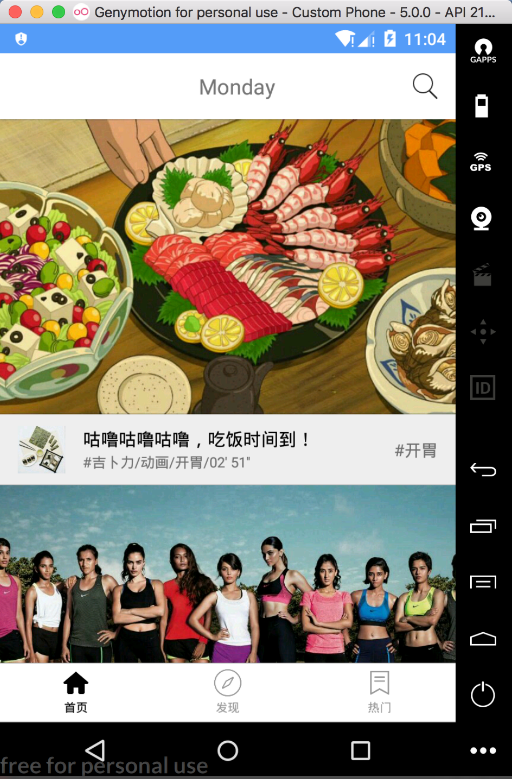 Genymotion for personal use - Custom Phone - 5.0.0 - API 21...
11:04
GAPPS
Monday
GPS
ID
咕噜咕噜咕噜，吃饭时间到！
#吉卜力/动画/开胃/02' 51"
#开胃
首页
发现
热门
free for personal use